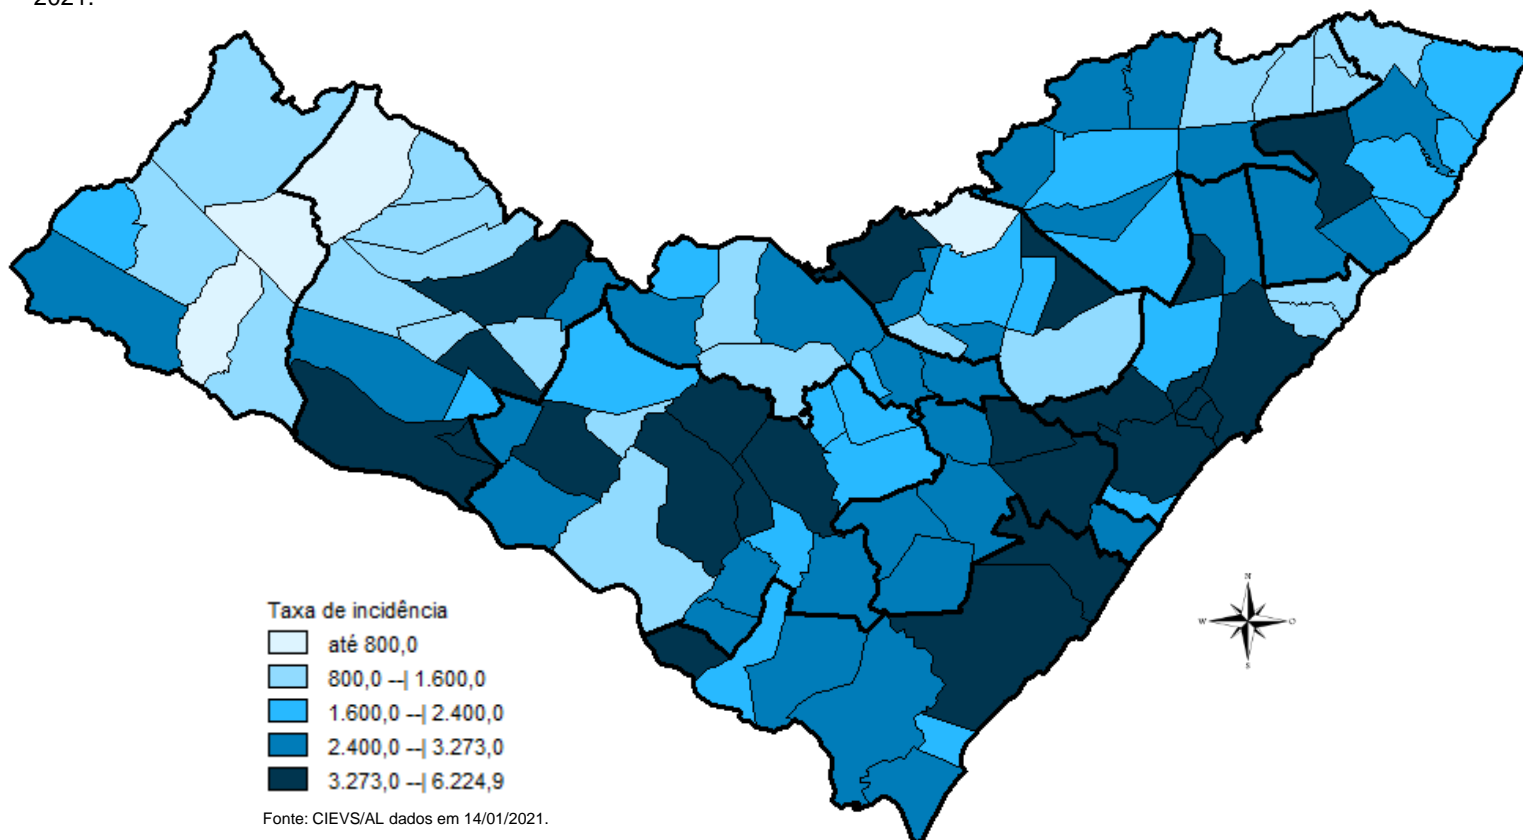 2021.
N
W
O
S
Taxa de incidência
até 800,0
800,0 --| 1.600,0
1.600,0 --| 2.400,0
2.400,0 --| 3.273,0
3.273,0 --| 6.224,9
Fonte: CIEVS/AL dados em 14/01/2021.